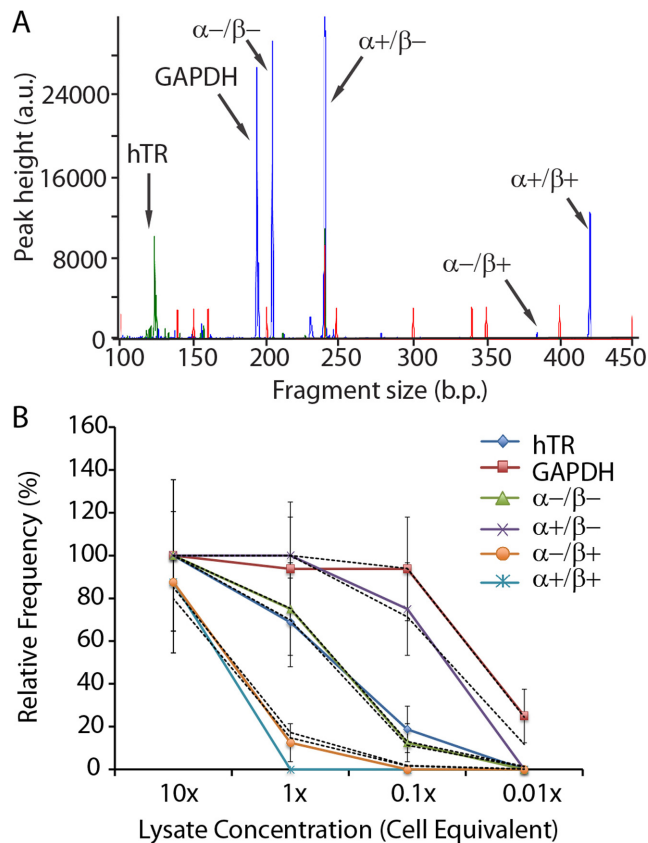 A
Peak height (a.u.)
24000
16000
8000
0
hTR
GAPDH
α−/β−
α+/β−
α−/β+
α+/β+
100 150 200 250 300 350 400 450
Fragment size (b.p.)
B
Relative Frequency (%)
160
140
120
100
80
60
40
20
0
hTR
GAPDH
α−/β−
α+/β−
α−/β+
α+/β+
10x 1x 0.1x 0.01x
Lysate Concentration (Cell Equivalent)